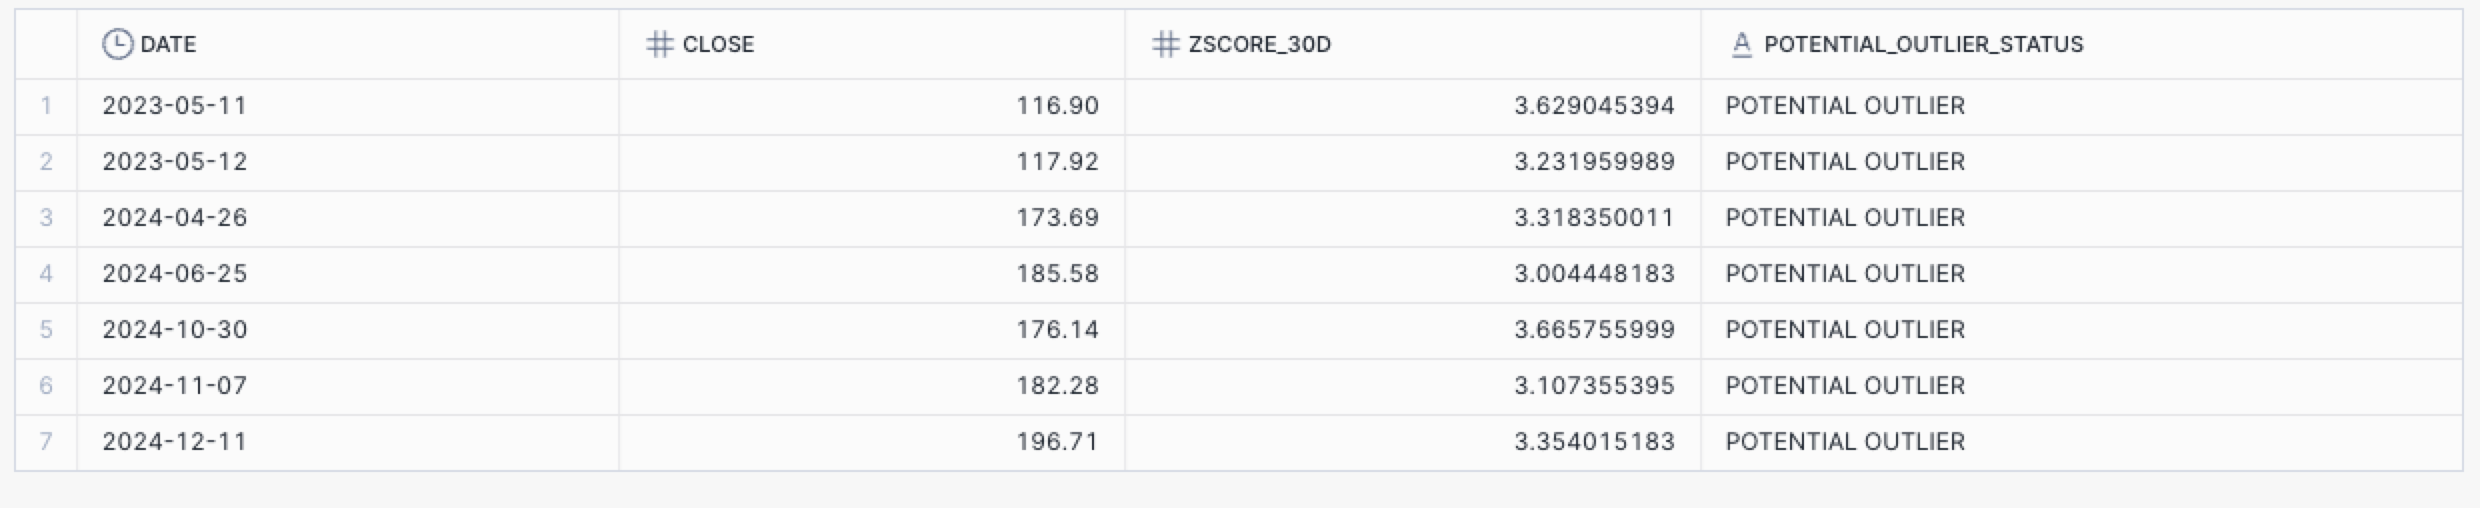 DATE CLOSE ZSCORE_30D POTENTIAL_OUTLIER_STATUS
1 2023-05-11 116.90 3.629045394 POTENTIAL OUTLIER
2 2023-05-12 117.92 3.231959989 POTENTIAL OUTLIER
3 2024-04-26 173.69 3.318350011 POTENTIAL OUTLIER
4 2024-06-25 185.58 3.004448183 POTENTIAL OUTLIER
5 2024-10-30 176.14 3.665755999 POTENTIAL OUTLIER
6 2024-11-07 182.28 3.107355395 POTENTIAL OUTLIER
7 2024-12-11 196.71 3.354015183 POTENTIAL OUTLIER